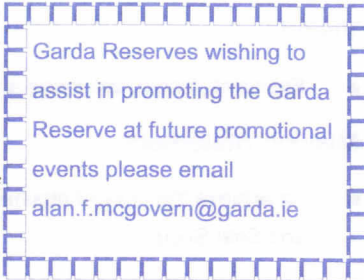 Garda Reserves wishing to
assist in promoting the Garda
Reserve at future promotional
events please email
alan.f.mcgovern@garda.ie